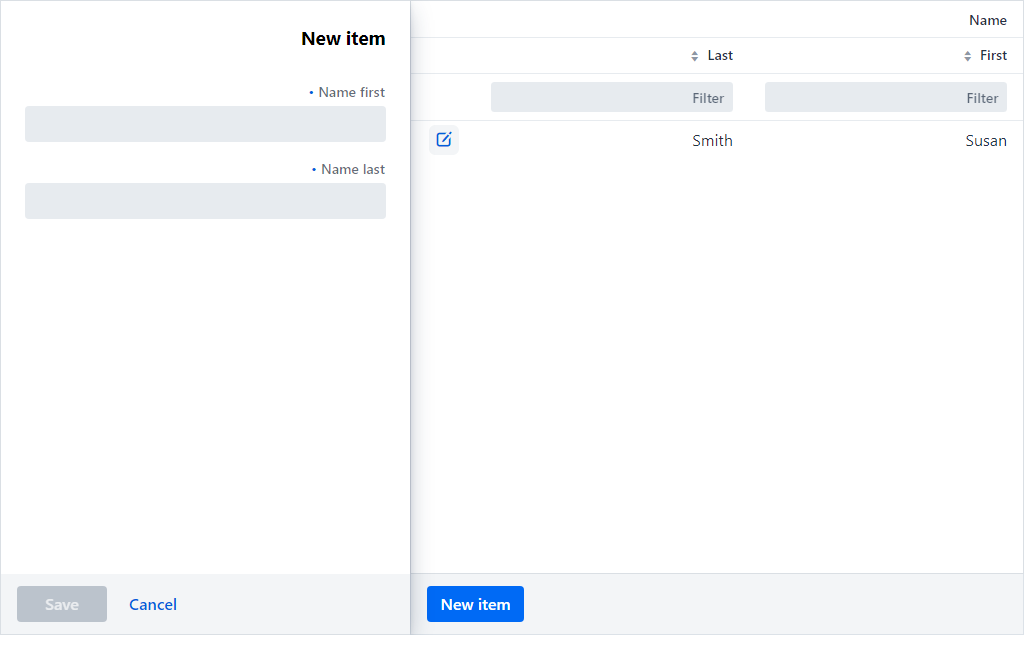 New item
• Name first
• Name last
Save
Cancel
Name
Last
First
Filter
Filter
Smith
Susan
New item